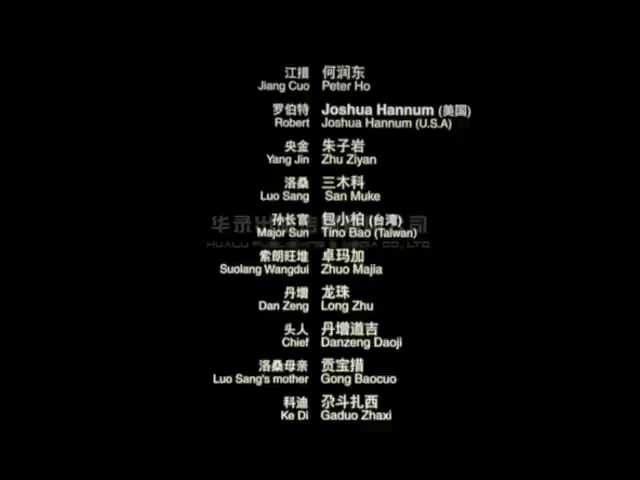 江措 何润东
Jiang Cuo Peter Ho
罗伯特 Joshua Hannum (美国)
Robert Joshua Hannum (U.S.A)
央金 朱子岩
Yang Jin Zhu Ziyan
洛桑 三木科
Luo Sang San Muke
孙长官 包小柏 (台湾)
Major Sun Tino Bao (Taiwan)
索朗旺堆 卓玛加
Suolang Wangdui Zhuo Majia
丹增 龙珠
Dan Zeng Long Zhu
头人 丹增道吉
Chief Danzeng Daoji
洛桑母亲 贡宝措
Luo Sang's mother Gong Baocuo
科迪 尕斗扎西
Ke Di Gaduo Zhaxi